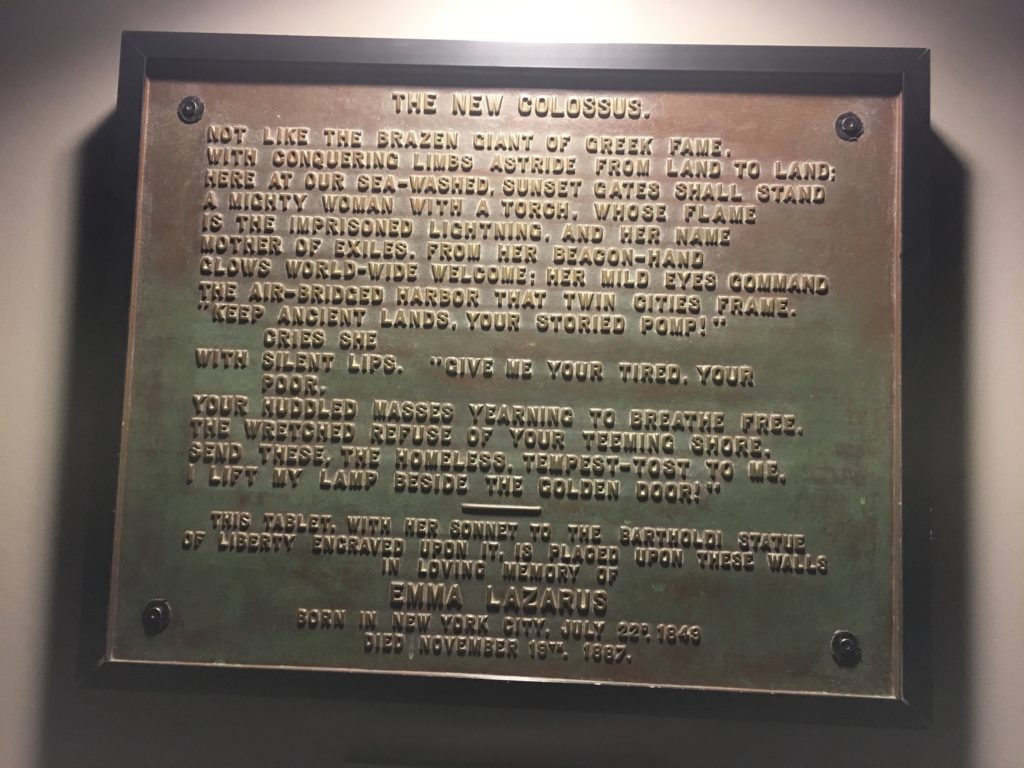 THE NEW COLOSSUS.
NOT LIKE THE BRAZEN GIANT OF GREEK FAME,
WITH CONQUERING LIMBS ASTRIDE FROM LAND TO LAND;
HERE AT OUR SEA-WASHED, SUNSET GATES SHALL STAND
A MIGHTY WOMAN WITH A TORCH, WHOSE FLAME
IS THE IMPRISONED LIGHTNING, AND HER NAME
MOTHER OF EXILES. FROM HER BEACON-HAND
GLOWS WORLD-WIDE WELCOME; HER MILD EYES COMMAND
THE AIR-BRIDGED HARBOR THAT TWIN CITIES FRAME.
"KEEP ANCIENT LANDS, YOUR STORIED POMP!"
CRIES SHE
WITH SILENT LIPS. "GIVE ME YOUR TIRED, YOUR
POOR,
YOUR HUDDLED MASSES YEARNING TO BREATHE FREE,
THE WRETCHED REFUSE OF YOUR TEEMING SHORE.
SEND THESE, THE HOMELESS, TEMPEST-TOST TO ME,
I LIFT MY LAMP BESIDE THE GOLDEN DOOR!"
THIS TABLET, WITH HER SONNET TO THE BARTHOLDI STATUE
OF LIBERTY ENGRAVED UPON IT, IS PLACED UPON THESE WALLS
IN LOVING MEMORY OF
EMMA LAZARUS
BORN IN NEW YORK CITY, JULY 22D, 1849
DIED NOVEMBER 19TH, 1887.